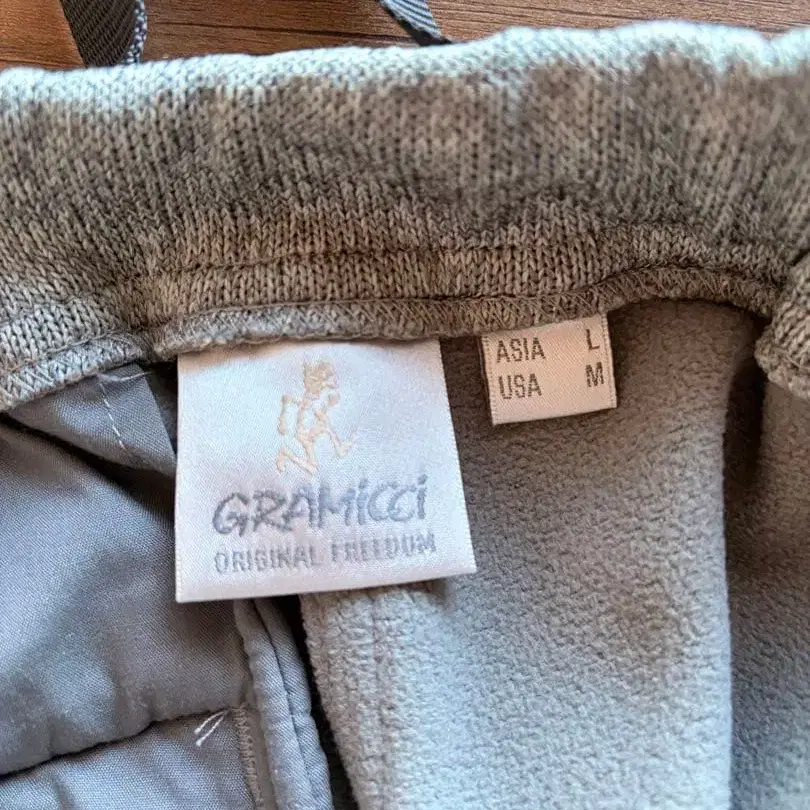 GRAMICCI
ORIGINAL FREEDOM
ASIA L
USA M